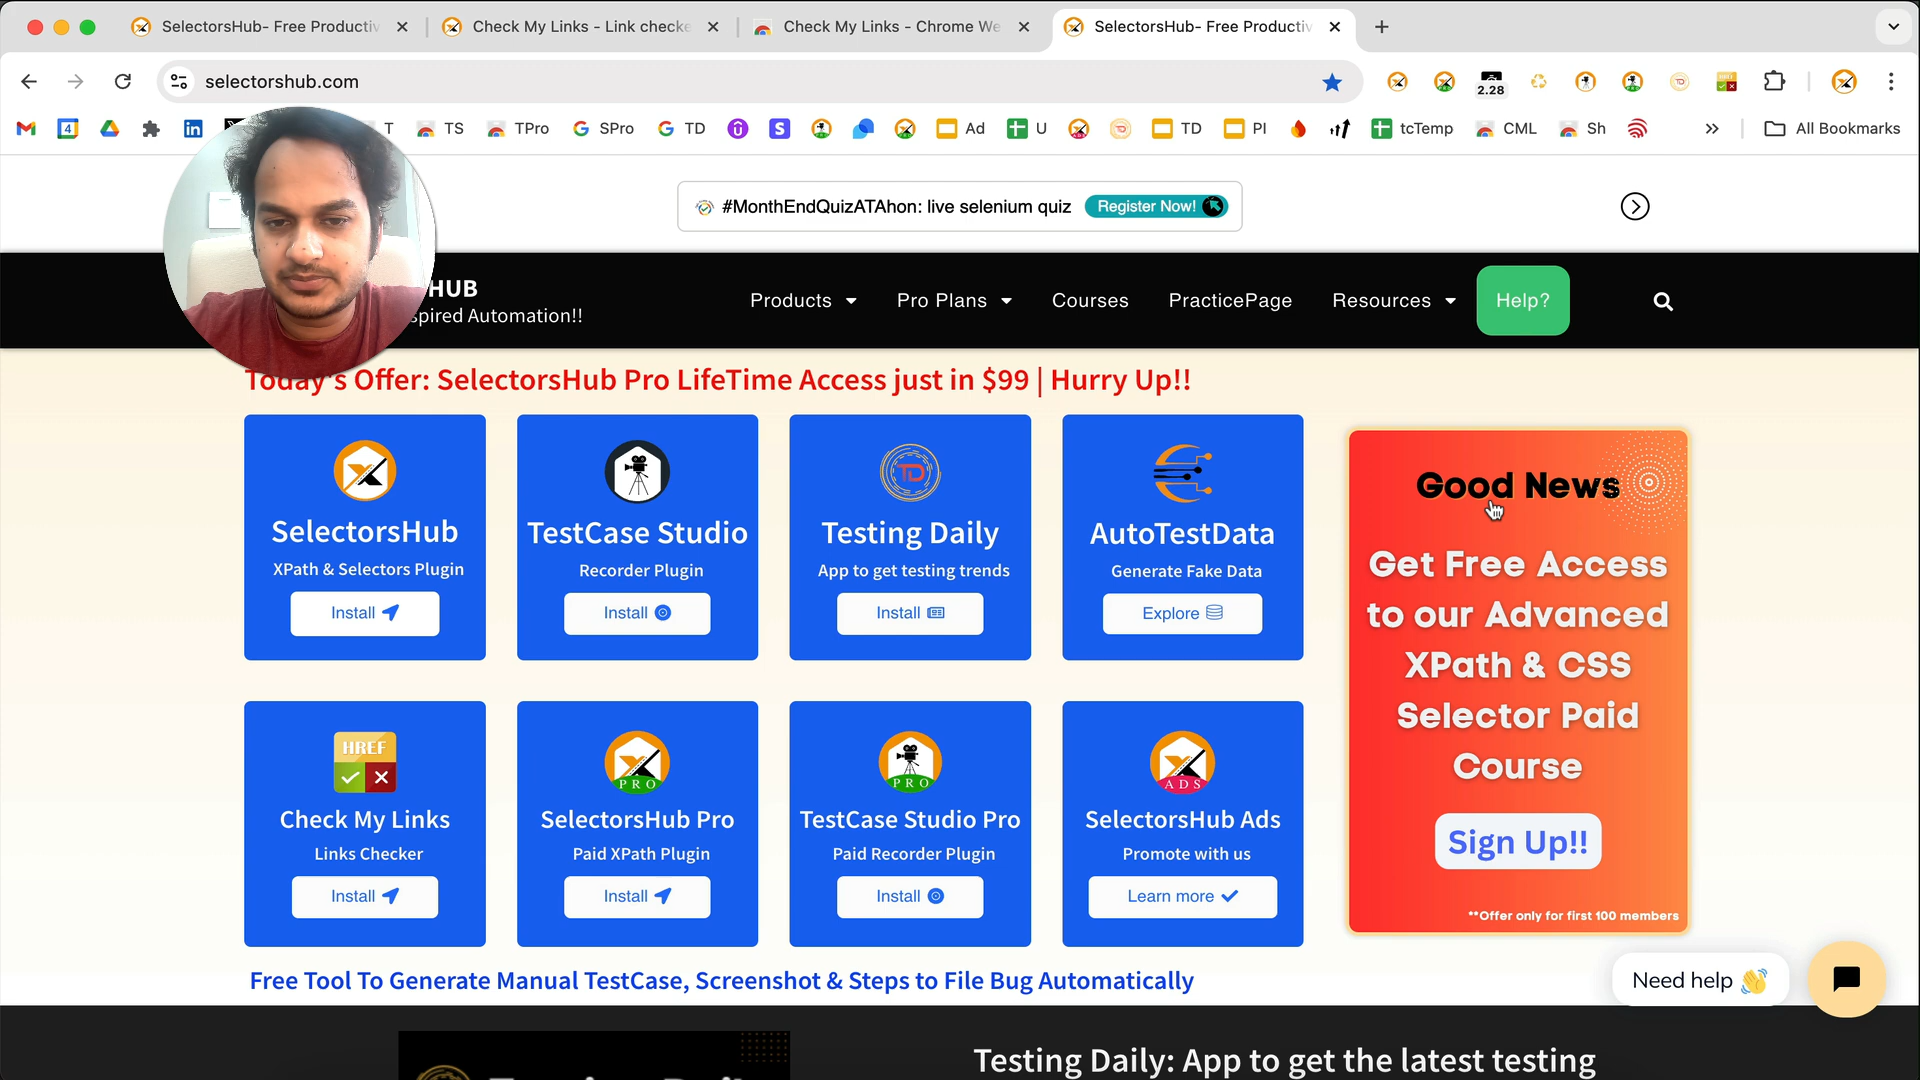 SelectorsHub- Free Productiv
Check My Links - Link checke
Check My Links - Chrome We
SelectorsHub- Free Productiv
selectorshub.com
2.28
4
T
TS
TPro
SPro
TD
Ad
U
TD
PI
tcTemp
CML
Sh
All Bookmarks
#MonthEndQuizATAhon: live selenium quiz
Register Now!
HUB
spired Automation!!
Products
Pro Plans
Courses
PracticePage
Resources
Help?
Today's Offer: SelectorsHub Pro LifeTime Access just in $99 | Hurry Up!!
SelectorsHub
XPath & Selectors Plugin
Install
TestCase Studio
Recorder Plugin
Install
TD
Testing Daily
App to get testing trends
Install
AutoTestData
Generate Fake Data
Explore
HREF
Check My Links
Links Checker
Install
PRO
SelectorsHub Pro
Paid XPath Plugin
Install
PRO
TestCase Studio Pro
Paid Recorder Plugin
Install
ADS
SelectorsHub Ads
Promote with us
Learn more
Good News
Get Free Access
to our Advanced
XPath & CSS
Selector Paid
Course
Sign Up!!
**Offer only for first 100 members
Free Tool To Generate Manual TestCase, Screenshot & Steps to File Bug Automatically
Need help 👋
Testing Daily: App to get the latest testing